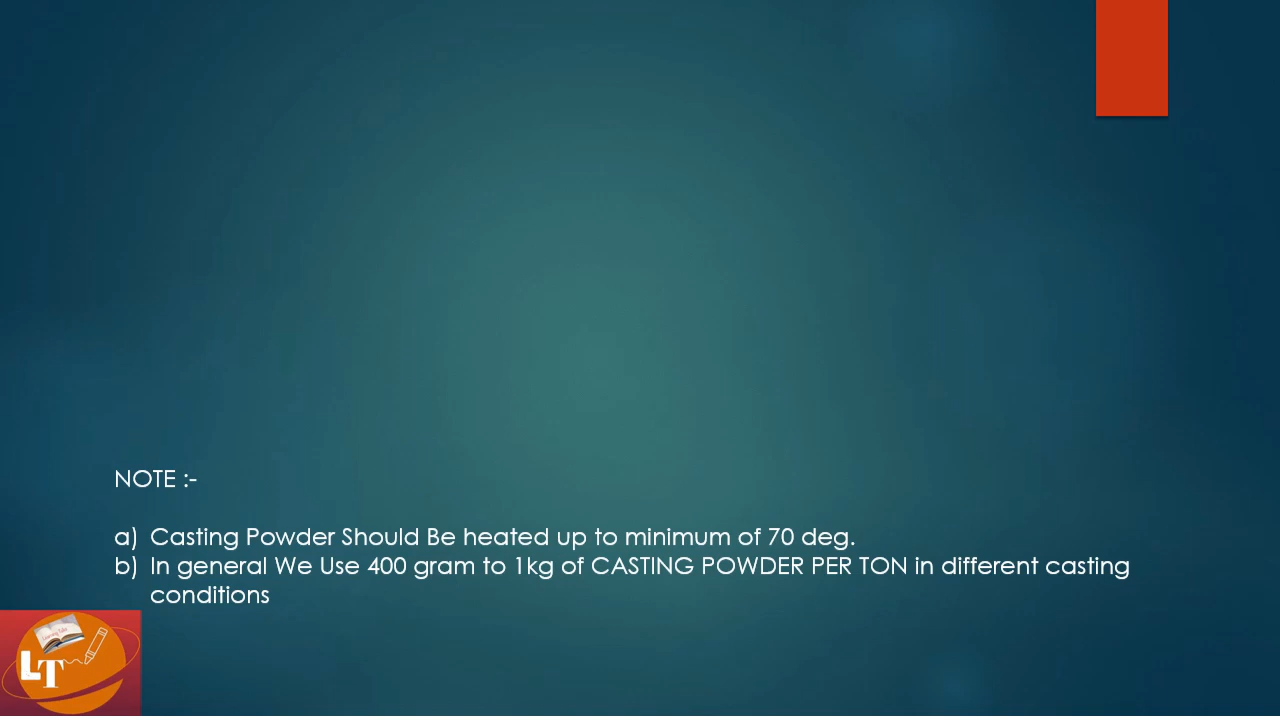 NOTE :-
a) Casting Powder Should Be heated up to minimum of 70 deg.
b) In general We Use 400 gram to 1kg of CASTING POWDER PER TON in different casting
conditions
LT